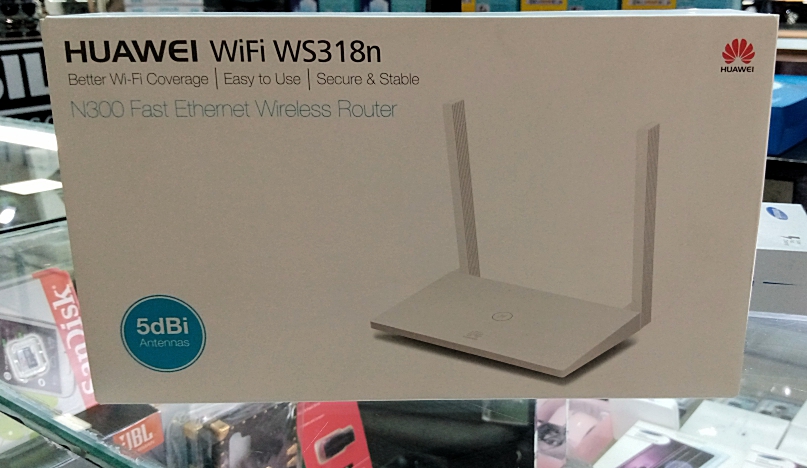 HUAWEI WiFi WS318n
Better Wi-Fi Coverage | Easy to Use | Secure & Stable
N300 Fast Ethernet Wireless Router
HUAWEI
5dBi
Antennas
SanDisk
JBL